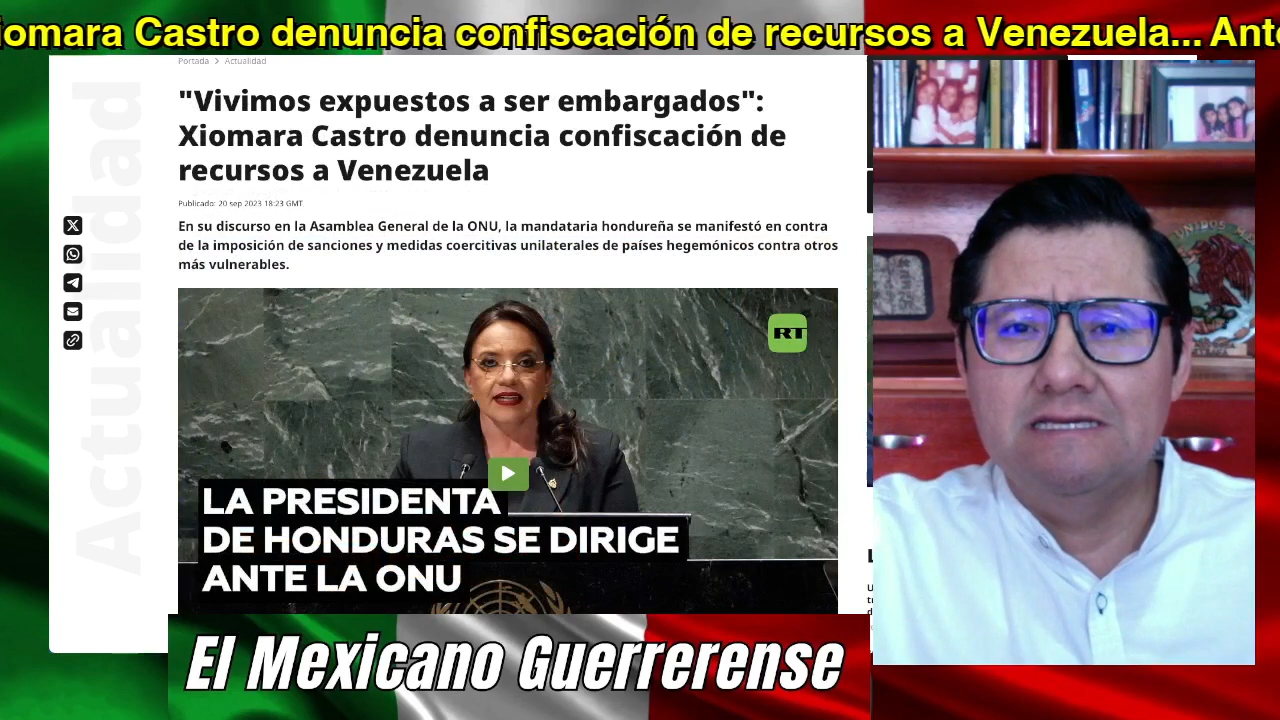 iomara Castro denuncia confiscación de recursos a Venezuela... Ante
Portada > Actualidad
Actualidad
"Vivimos expuestos a ser embargados":
Xiomara Castro denuncia confiscación de
recursos a Venezuela
Publicado: 20 sep 2023 18:23 GMT
En su discurso en la Asamblea General de la ONU, la mandataria hondureña se manifestó en contra
de la imposición de sanciones y medidas coercitivas unilaterales de países hegemónicos contra otros
más vulnerables.
RT
LA PRESIDENTA
DE HONDURAS SE DIRIGE
ANTE LA ONU
El Mexicano Guerrerense
UNIDOS